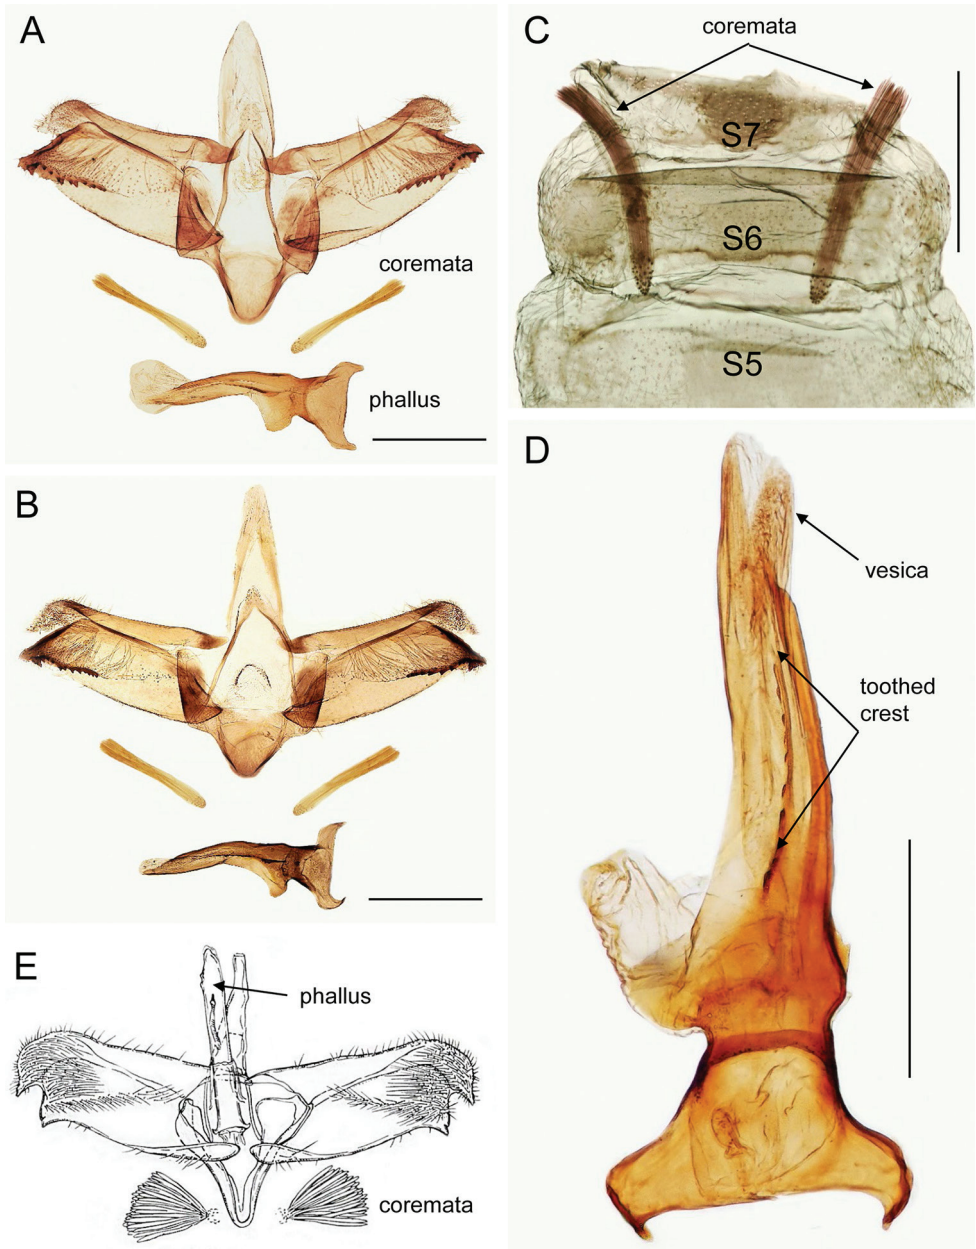 A
coremata
phallus
B
E
phallus
coremata
C
coremata
S7
S6
S5
D
vesica
toothed
crest